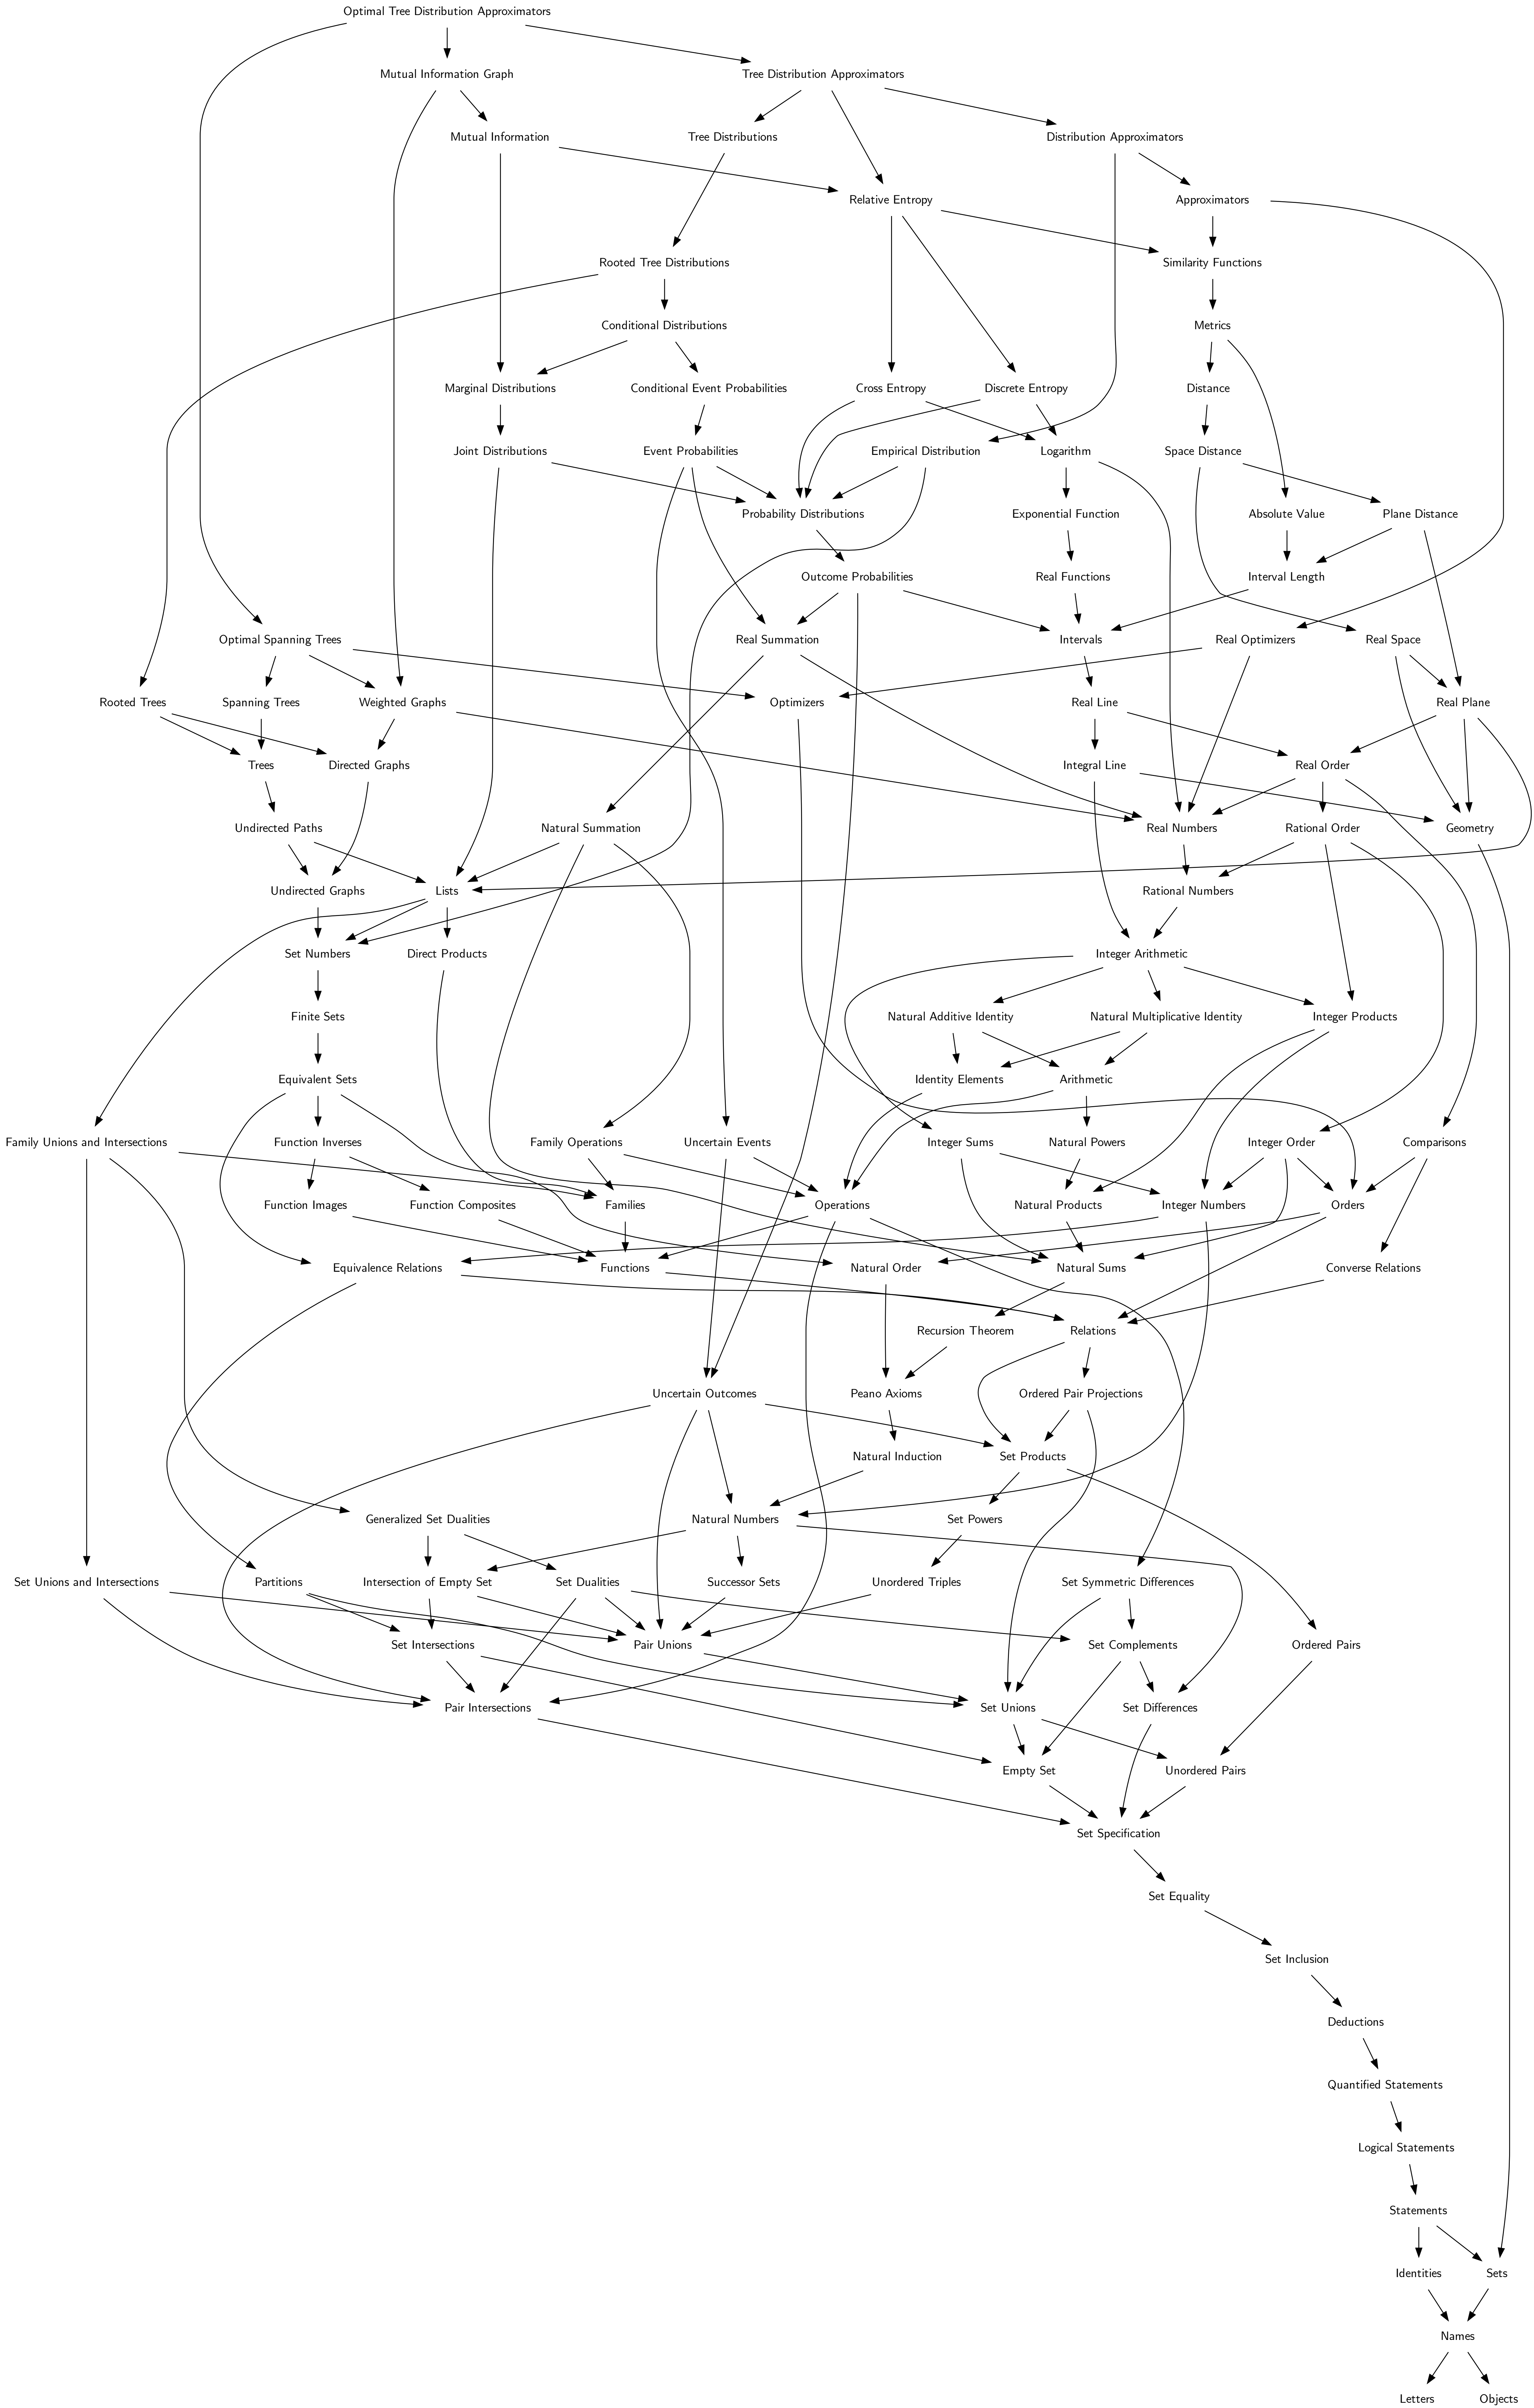 Optimal Tree Distribution Approximators
Mutual Information Graph
Tree Distribution Approximators
Mutual Information
Tree Distributions
Distribution Approximators
Relative Entropy
Approximators
Rooted Tree Distributions
Similarity Functions
Conditional Distributions
Metrics
Marginal Distributions
Conditional Event Probabilities
Cross Entropy
Discrete Entropy
Distance
Joint Distributions
Event Probabilities
Empirical Distribution
Logarithm
Space Distance
Probability Distributions
Exponential Function
Absolute Value
Plane Distance
Outcome Probabilities
Real Functions
Interval Length
Optimal Spanning Trees
Real Summation
Intervals
Real Optimizers
Real Space
Rooted Trees
Spanning Trees
Weighted Graphs
Optimizers
Real Line
Real Plane
Trees
Directed Graphs
Integral Line
Real Order
Undirected Paths
Natural Summation
Real Numbers
Rational Order
Geometry
Undirected Graphs
Lists
Rational Numbers
Set Numbers
Direct Products
Integer Arithmetic
Finite Sets
Natural Additive Identity
Natural Multiplicative Identity
Integer Products
Equivalent Sets
Identity Elements
Arithmetic
Family Unions and Intersections
Function Inverses
Family Operations
Uncertain Events
Integer Sums
Natural Powers
Integer Order
Comparisons
Function Images
Function Composites
Families
Operations
Natural Products
Integer Numbers
Orders
Equivalence Relations
Functions
Natural Order
Natural Sums
Converse Relations
Recursion Theorem
Relations
Uncertain Outcomes
Peano Axioms
Ordered Pair Projections
Natural Induction
Set Products
Generalized Set Dualities
Natural Numbers
Set Powers
Set Unions and Intersections
Partitions
Intersection of Empty Set
Set Dualities
Successor Sets
Unordered Triples
Set Symmetric Differences
Set Intersections
Pair Unions
Set Complements
Ordered Pairs
Pair Intersections
Set Unions
Set Differences
Empty Set
Unordered Pairs
Set Specification
Set Equality
Set Inclusion
Deductions
Quantified Statements
Logical Statements
Statements
Identities
Sets
Names
Letters
Objects